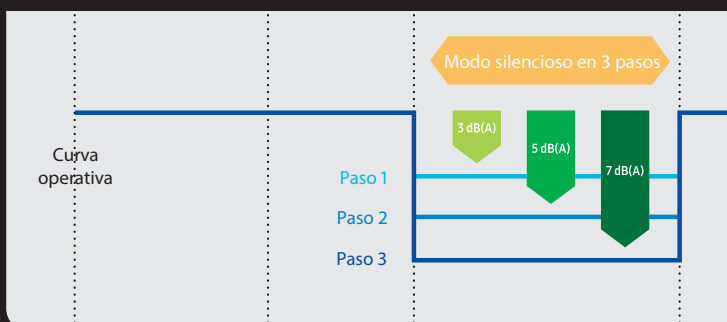 Modo silencioso en 3 pasos
3 dB(A)
5 dB(A)
7 dB(A)
Curva
operativa
Paso 1
Paso 2
Paso 3